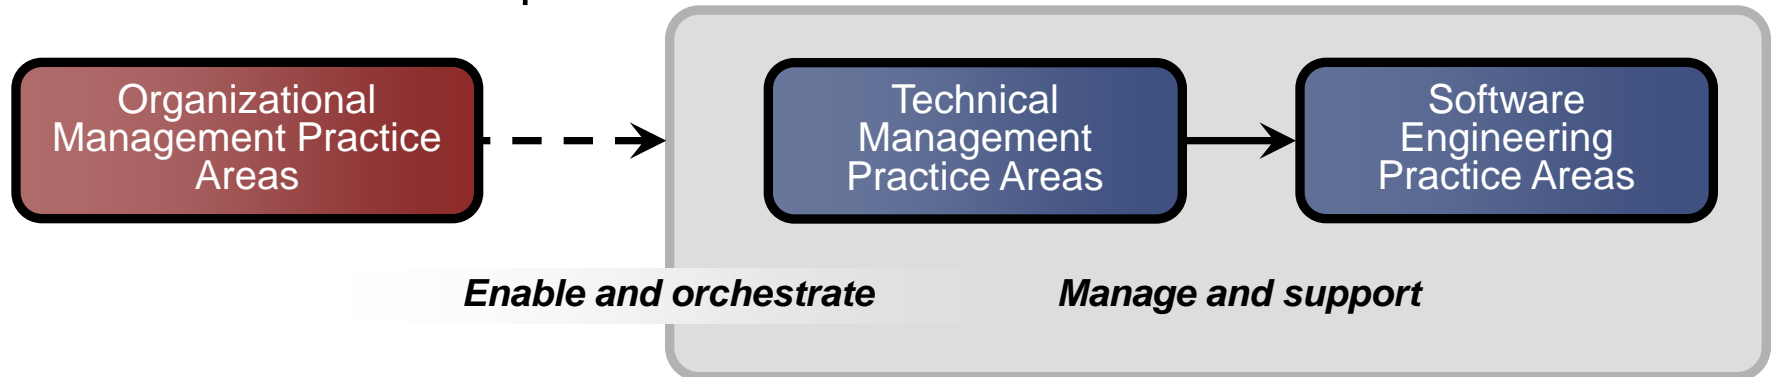 Organizational
Management Practice
Areas
Technical
Management
Practice Areas
Software
Engineering
Practice Areas
Enable and orchestrate
Manage and support